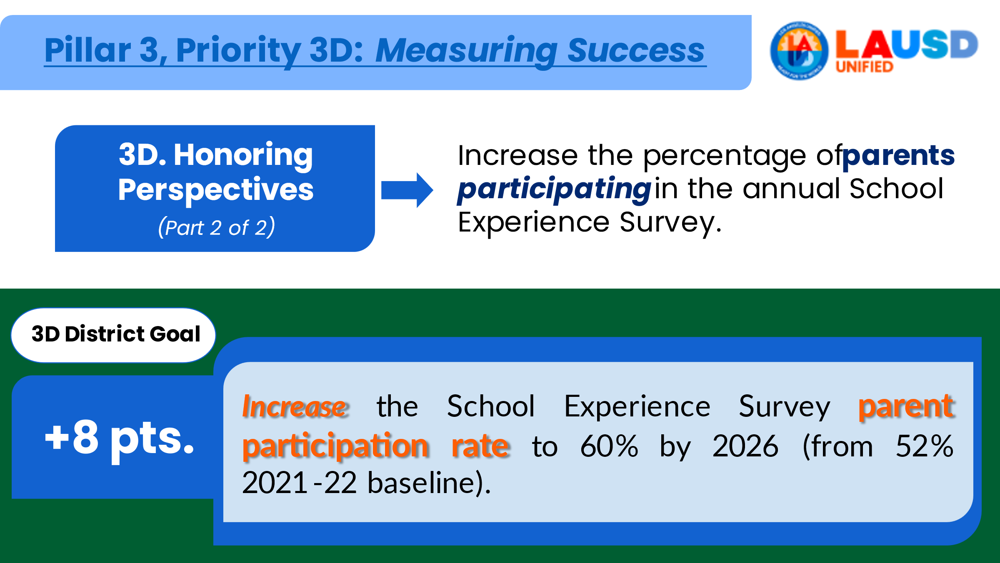 Pillar 3, Priority 3D: Measuring Success
LAUSD
UNIFIED
3D. Honoring
Perspectives
(Part 2 of 2)
Increase the percentage of parents
participating in the annual School
Experience Survey.
3D District Goal
+8 pts.
Increase the School Experience Survey parent
participation rate to 60% by 2026 (from 52%
2021-22 baseline).